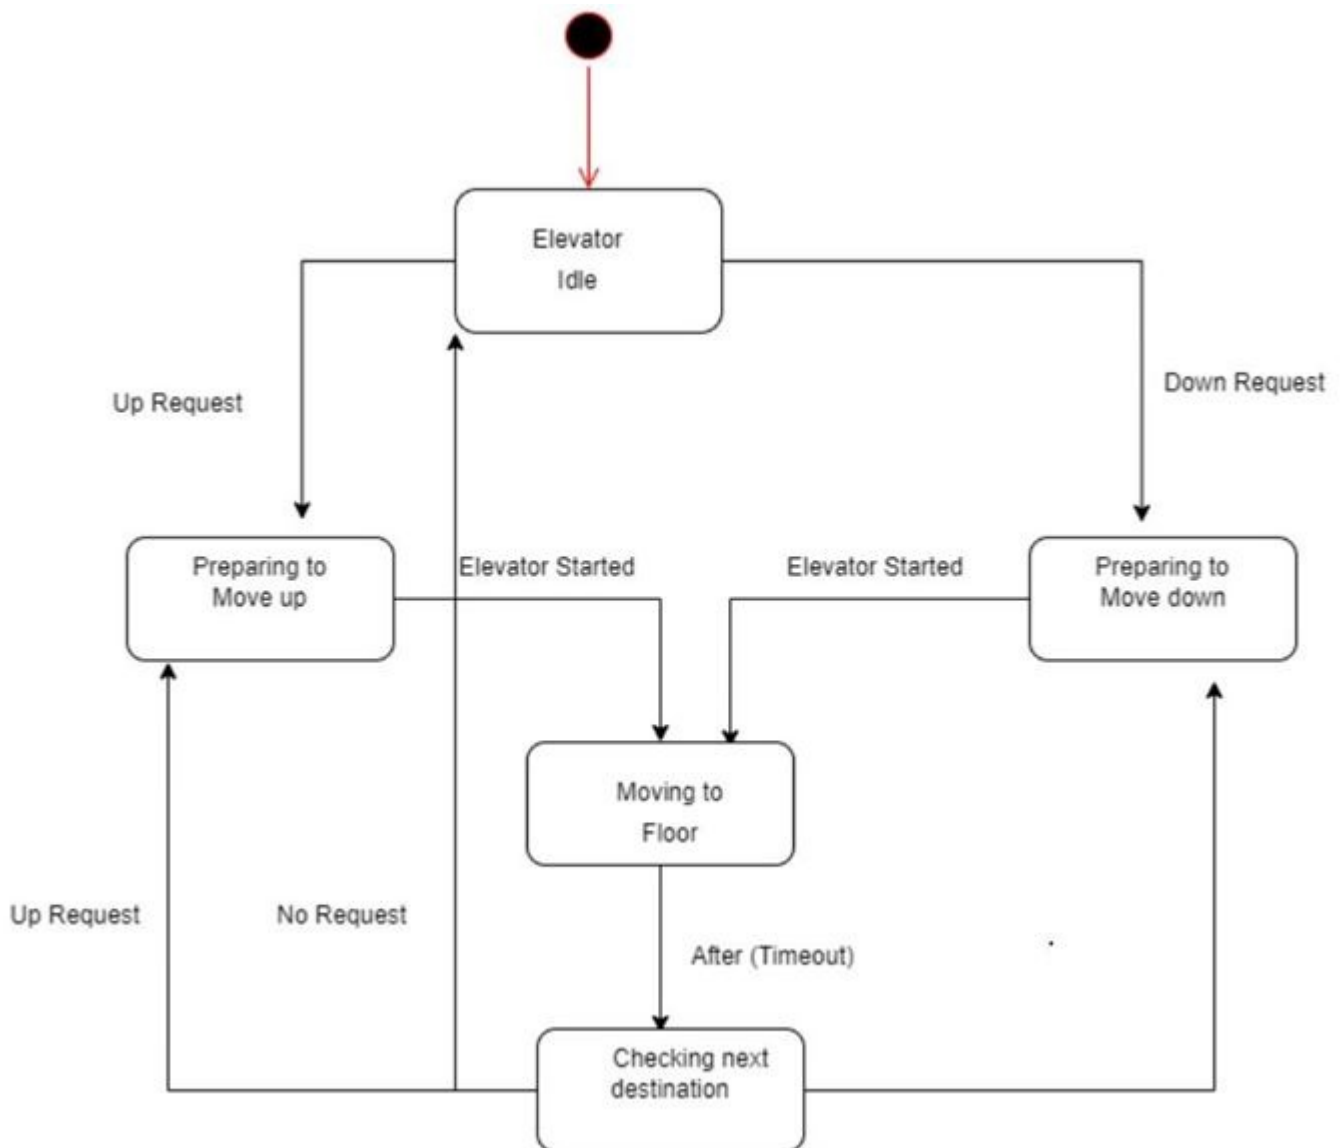 Elevator
Idle
Up Request
Down Request
Preparing to
Move up
Elevator Started
Elevator Started
Preparing to
Move down
Moving to
Floor
Up Request
No Request
After (Timeout)
Checking next
destination